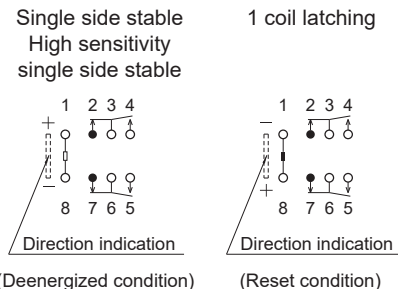 Single side stable
High sensitivity
single side stable
1 2 3 4
+
−
8 7 6 5
Direction indication
(Deenergized condition)
1 coil latching
1 2 3 4
−
+
8 7 6 5
Direction indication
(Reset condition)